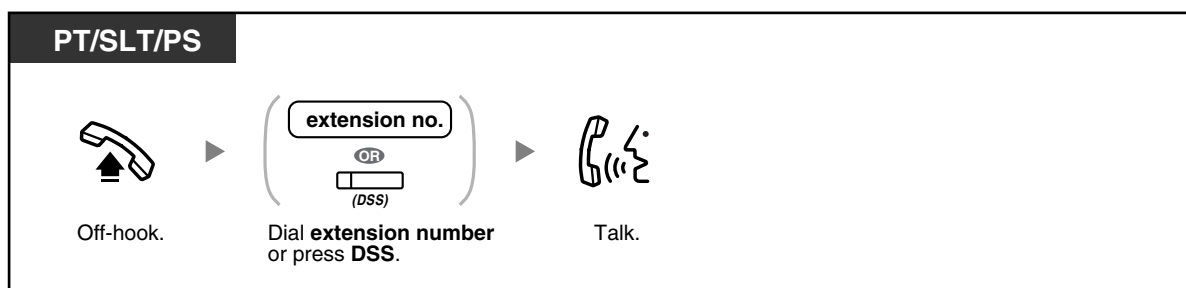 PT/SLT/PS
extension no.
OR
(DSS)
Off-hook.
Dial extension number
or press DSS.
Talk.